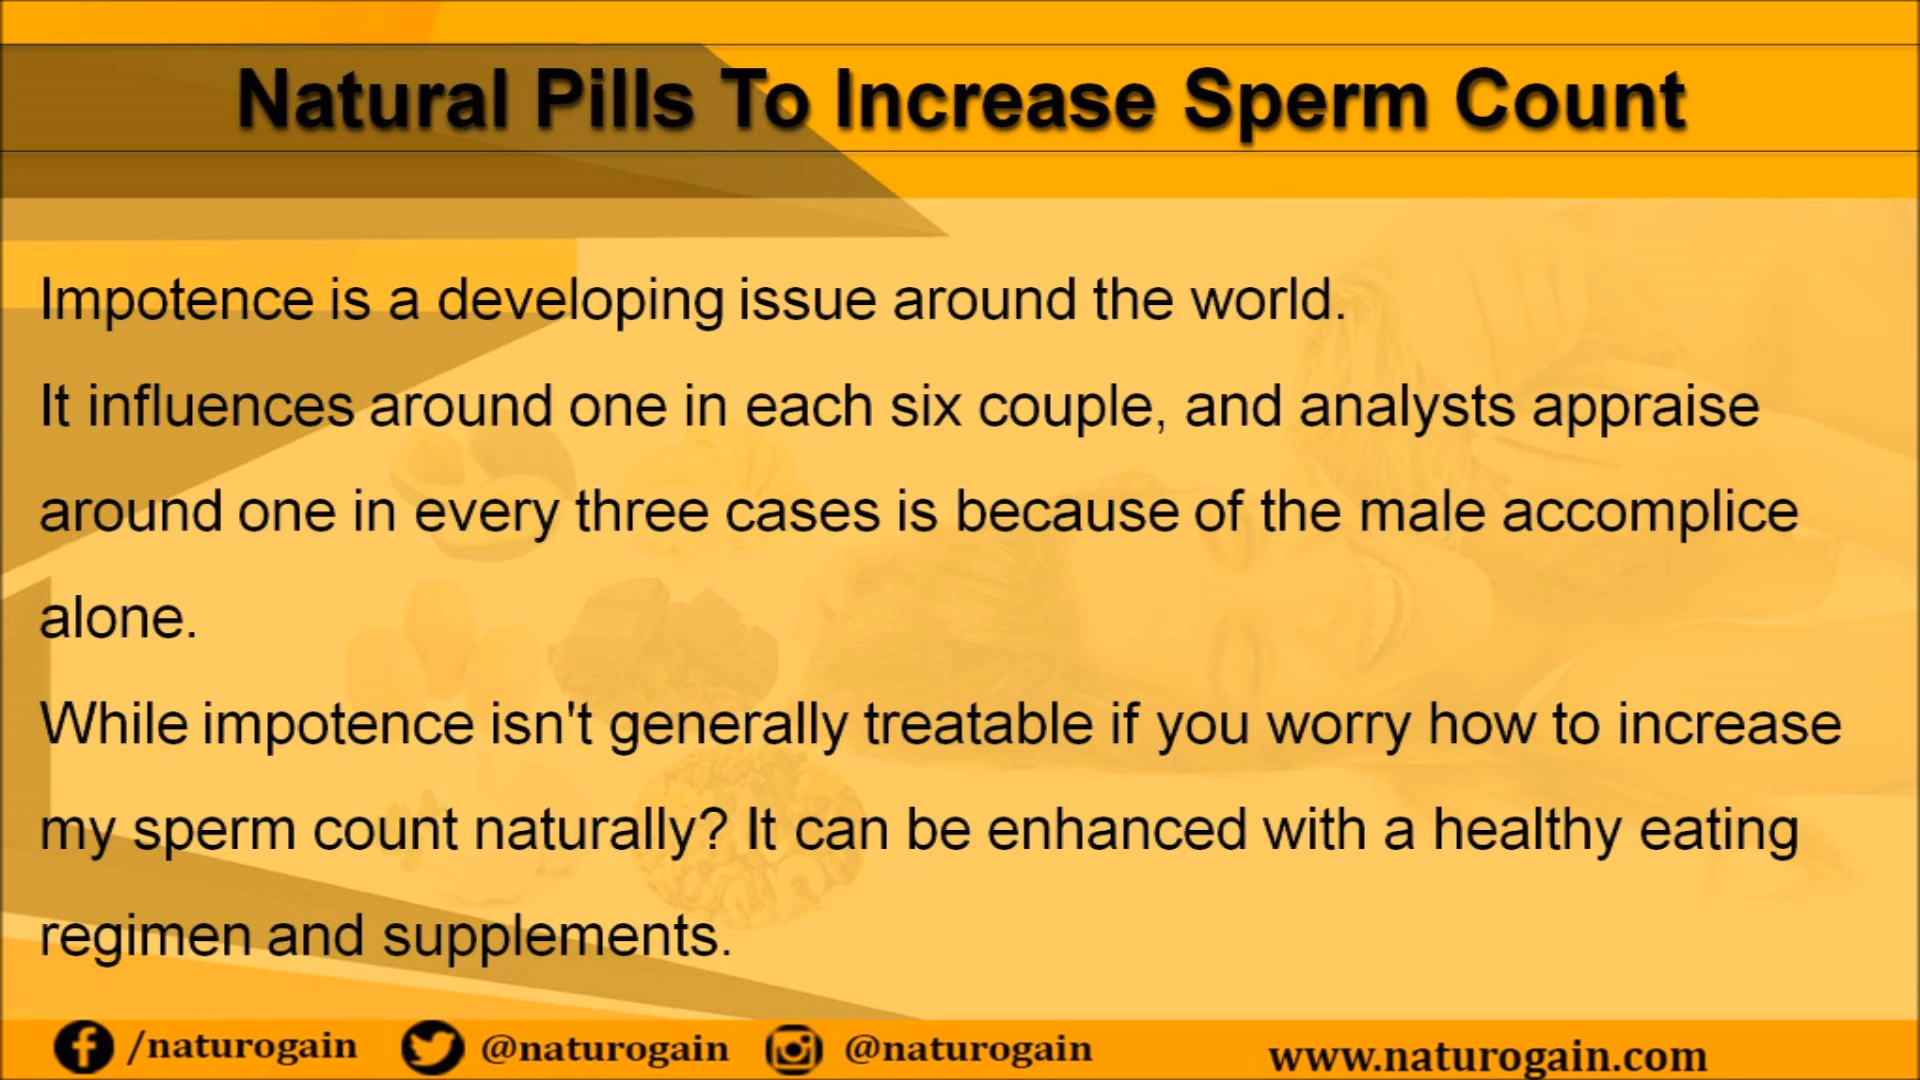 Natural Pills To Increase Sperm Count
Impotence is a developing issue around the world.
It influences around one in each six couple, and analysts appraise
around one in every three cases is because of the male accomplice
alone.
While impotence isn't generally treatable if you worry how to increase
my sperm count naturally? It can be enhanced with a healthy eating
regimen and supplements.
/naturogain @naturogain @naturogain www.naturogain.com